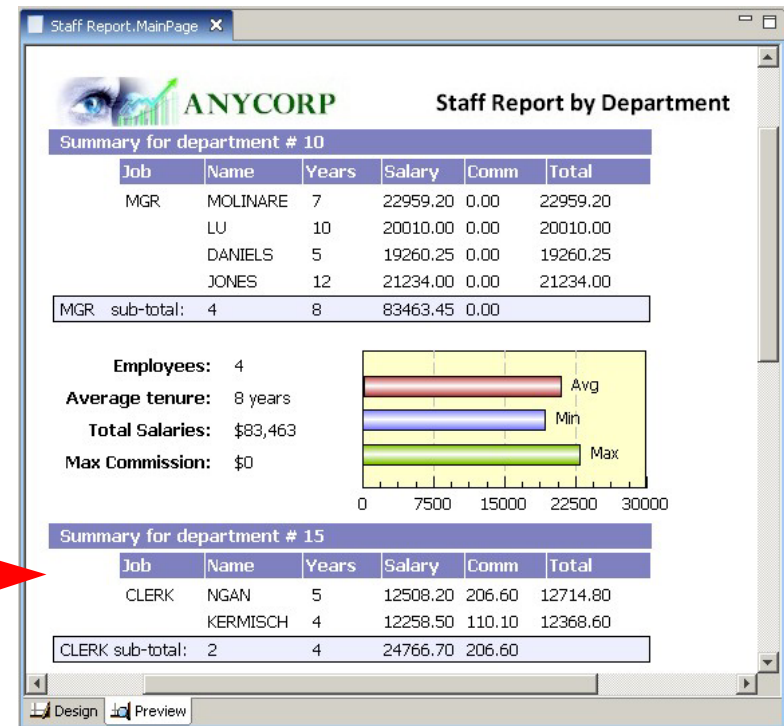 Staff Report.MainPage
ANYCORP Staff Report by Department
Summary for department # 10
Job Name Years Salary Comm Total
MGR MOLINARE 7 22959.20 0.00 22959.20
LU 10 20010.00 0.00 20010.00
DANIELS 5 19260.25 0.00 19260.25
JONES 12 21234.00 0.00 21234.00
MGR sub-total: 4 8 83463.45 0.00
Employees: 4
Average tenure: 8 years
Total Salaries: $83,463
Max Commission: $0
Avg
Min
Max
0 7500 15000 22500 30000
Summary for department # 15
Job Name Years Salary Comm Total
CLERK NGAN 5 12508.20 206.60 12714.80
KERMISCH 4 12258.50 110.10 12368.60
CLERK sub-total: 2 4 24766.70 206.60
Design Preview